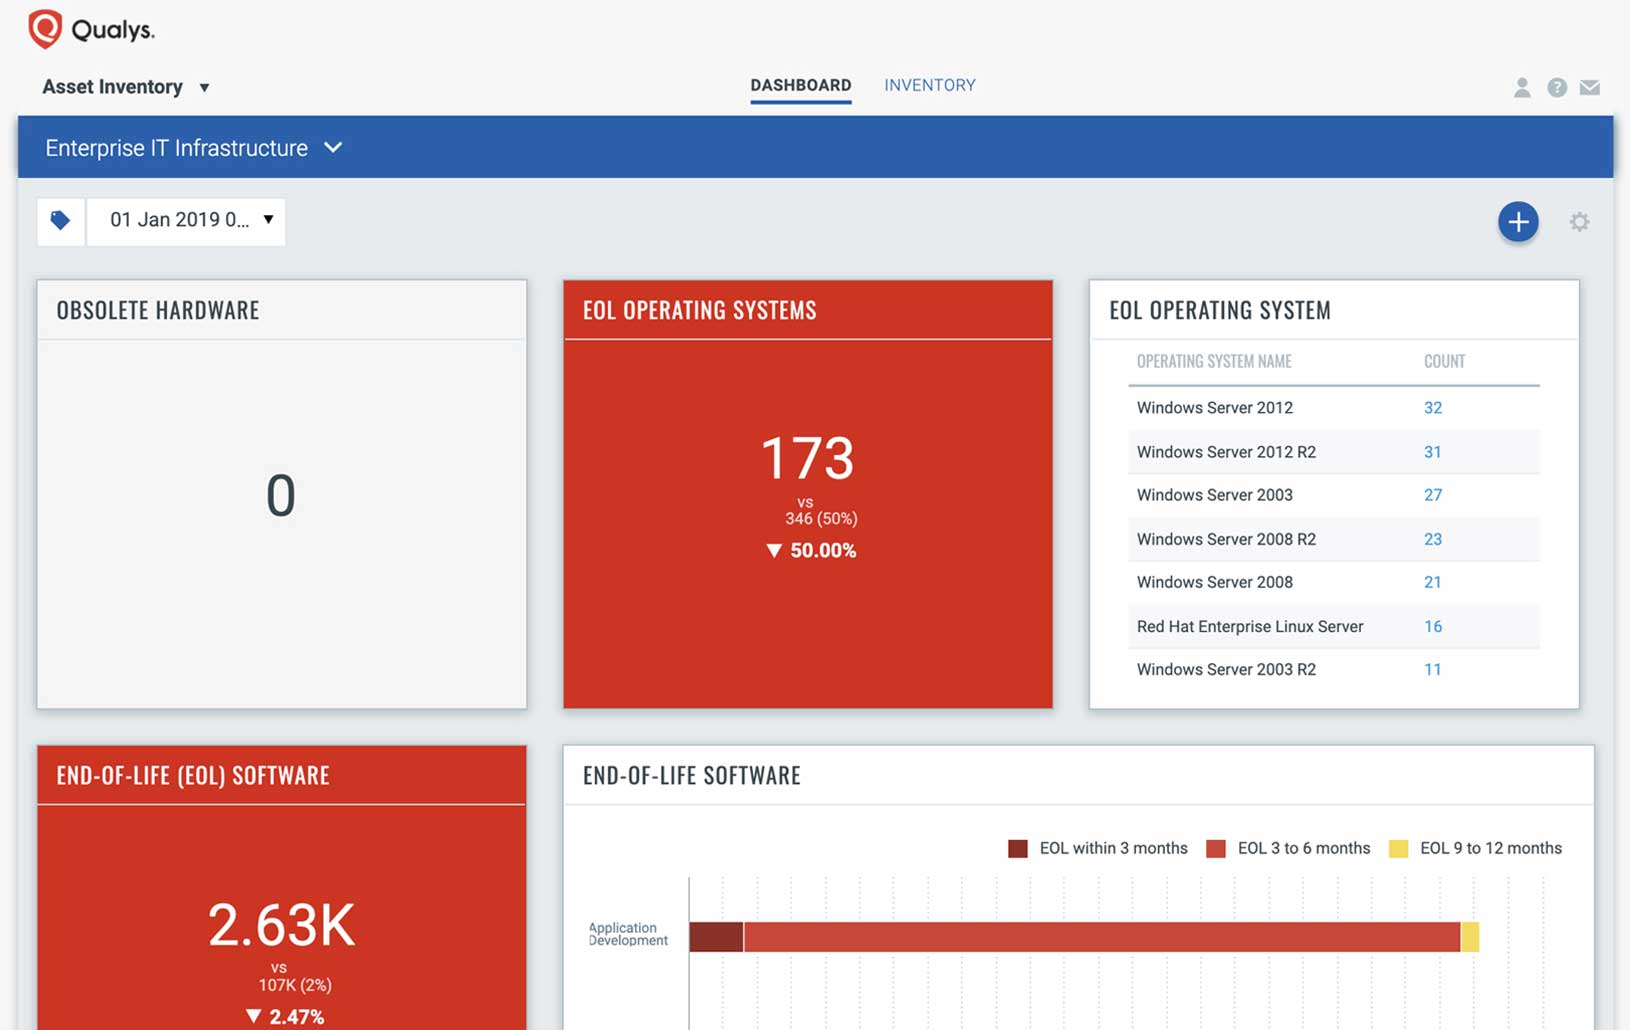 Qualys.
Asset Inventory
DASHBOARD
INVENTORY
Enterprise IT Infrastructure
01 Jan 2019 0...
OBSOLETE HARDWARE
0
EOL OPERATING SYSTEMS
173
vs
346 (50%)
▼ 50.00%
EOL OPERATING SYSTEM
OPERATING SYSTEM NAME COUNT
Windows Server 2012 32
Windows Server 2012 R2 31
Windows Server 2003 27
Windows Server 2008 R2 23
Windows Server 2008 21
Red Hat Enterprise Linux Server 16
Windows Server 2003 R2 11
END-OF-LIFE (EOL) SOFTWARE
2.63K
vs
107K (2%)
▼ 2.47%
END-OF-LIFE SOFTWARE
EOL within 3 months EOL 3 to 6 months EOL 9 to 12 months
Application
Development